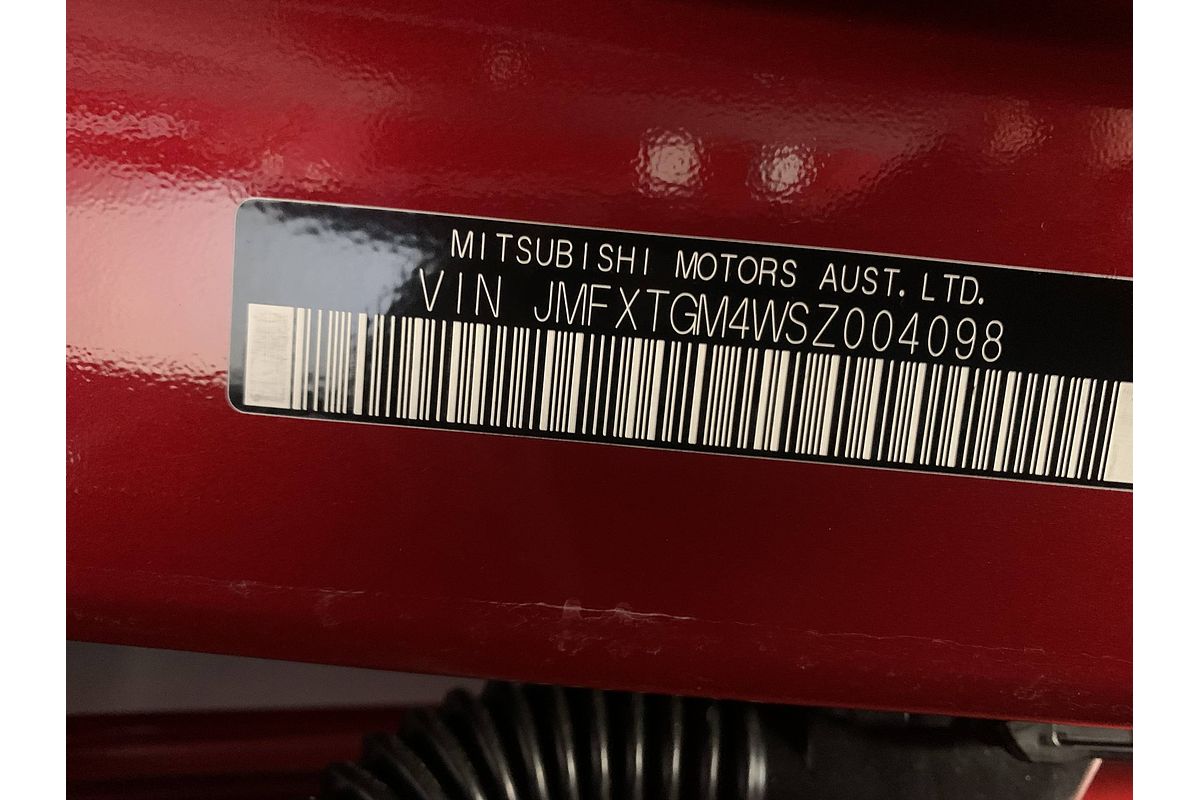 MITSUBISHI MOTORS AUST. LTD.
VIN JMFXTGM4WSZ004098